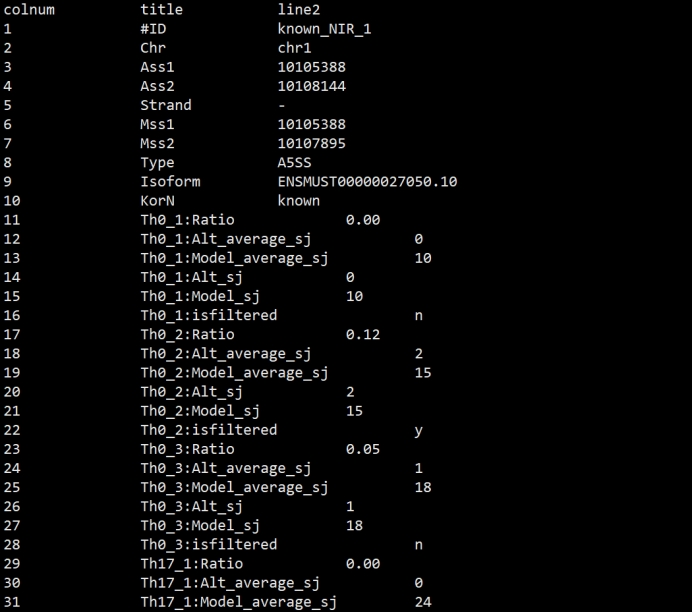 colnum title line2
1 #ID known_NIR_1
2 Chr chr1
3 Ass1 10105388
4 Ass2 10108144
5 Strand -
6 Mss1 10105388
7 Mss2 10107895
8 Type A5SS
9 Isoform ENSMUST00000027050.10
10 KorN known
11 Th0_1:Ratio 0.00
12 Th0_1:Alt_average_sj 0
13 Th0_1:Model_average_sj 10
14 Th0_1:Alt_sj 0
15 Th0_1:Model_sj 10
16 Th0_1:isfiltered n
17 Th0_2:Ratio 0.12
18 Th0_2:Alt_average_sj 2
19 Th0_2:Model_average_sj 15
20 Th0_2:Alt_sj 2
21 Th0_2:Model_sj 15
22 Th0_2:isfiltered y
23 Th0_3:Ratio 0.05
24 Th0_3:Alt_average_sj 1
25 Th0_3:Model_average_sj 18
26 Th0_3:Alt_sj 1
27 Th0_3:Model_sj 18
28 Th0_3:isfiltered n
29 Th17_1:Ratio 0.00
30 Th17_1:Alt_average_sj 0
31 Th17_1:Model_average_sj 24